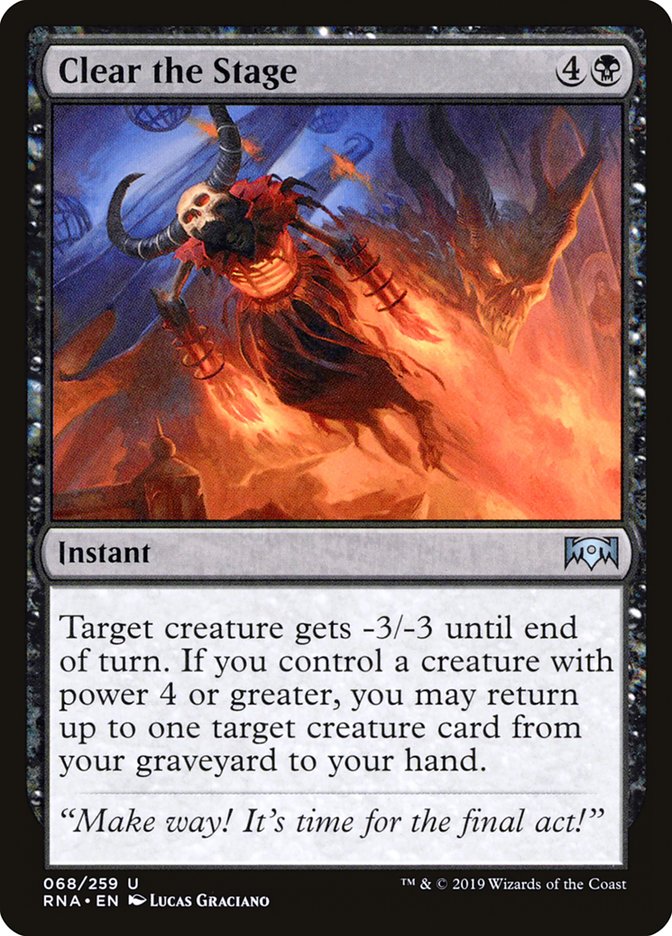 Clear the Stage 4
Instant
Target creature gets -3/-3 until end
of turn. If you control a creature with
power 4 or greater, you may return
up to one target creature card from
your graveyard to your hand.
“Make way! It’s time for the final act!”
068/259 U
RNA • EN Lucas Graciano
™ & © 2019 Wizards of the Coast